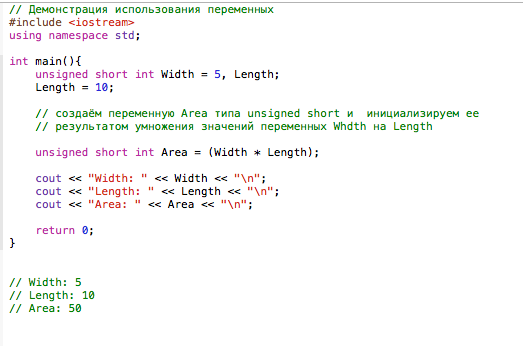 // Демонстрация использования переменных
#include <iostream>
using namespace std;
int main(){
unsigned short int Width = 5, Length;
Length = 10;
// создаём переменную Area типа unsigned short и  инициализируем ее
// результатом умножения значений переменных Whdth на Length
unsigned short int Area = (Width * Length);
cout << "Width: " << Width << "\n";
cout << "Length: " << Length << "\n";
cout << "Area: " << Area << "\n";
return 0;
}
// Width: 5
// Length: 10
// Area: 50